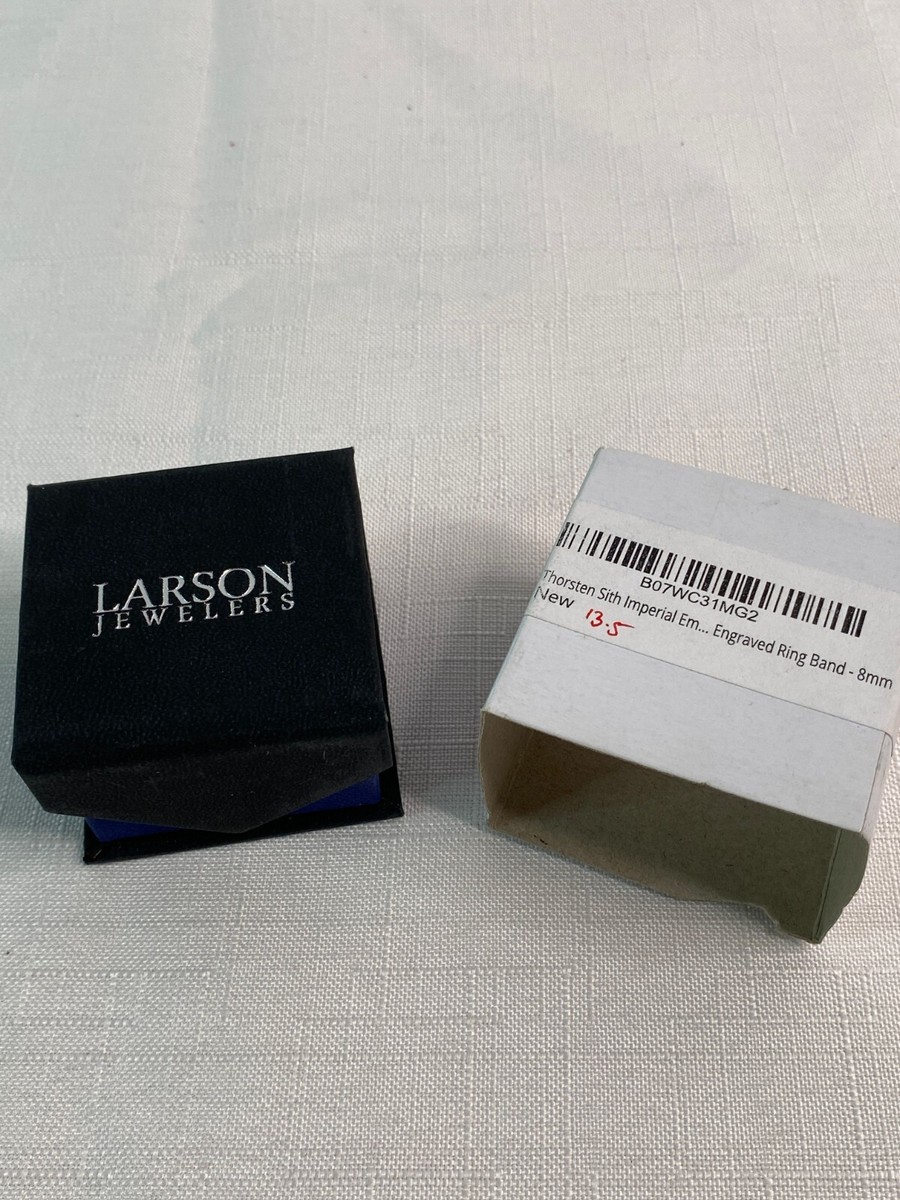 LARSON
JEWELERS
B07WC31MG2
Thorsten Sith Imperial Em... Engraved Ring Band - 8mm
New 13.5